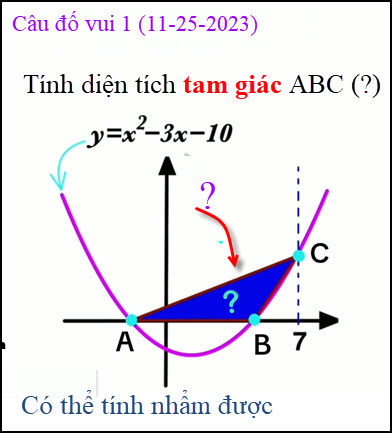 Câu đố vui 1 (11-25-2023)
Tính diện tích tam giác ABC (?)
y=x²−3x−10
?
C
?
A
B
7
Có thể tính nhẩm được